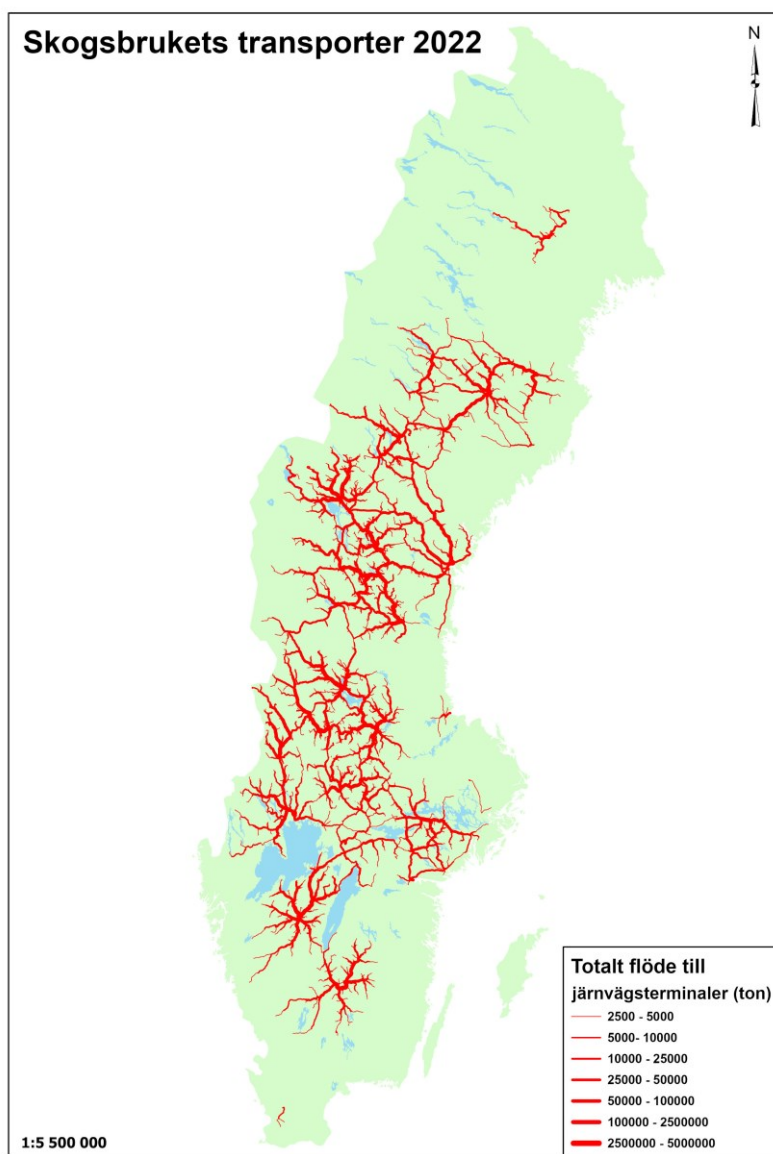 Skogsbrukets transporter 2022
N
Totalt flöde till
järnvägsterminaler (ton)
2500 - 5000
5000- 10000
10000 - 25000
25000 - 50000
50000 - 100000
100000 - 2500000
2500000 - 5000000
1:5 500 000